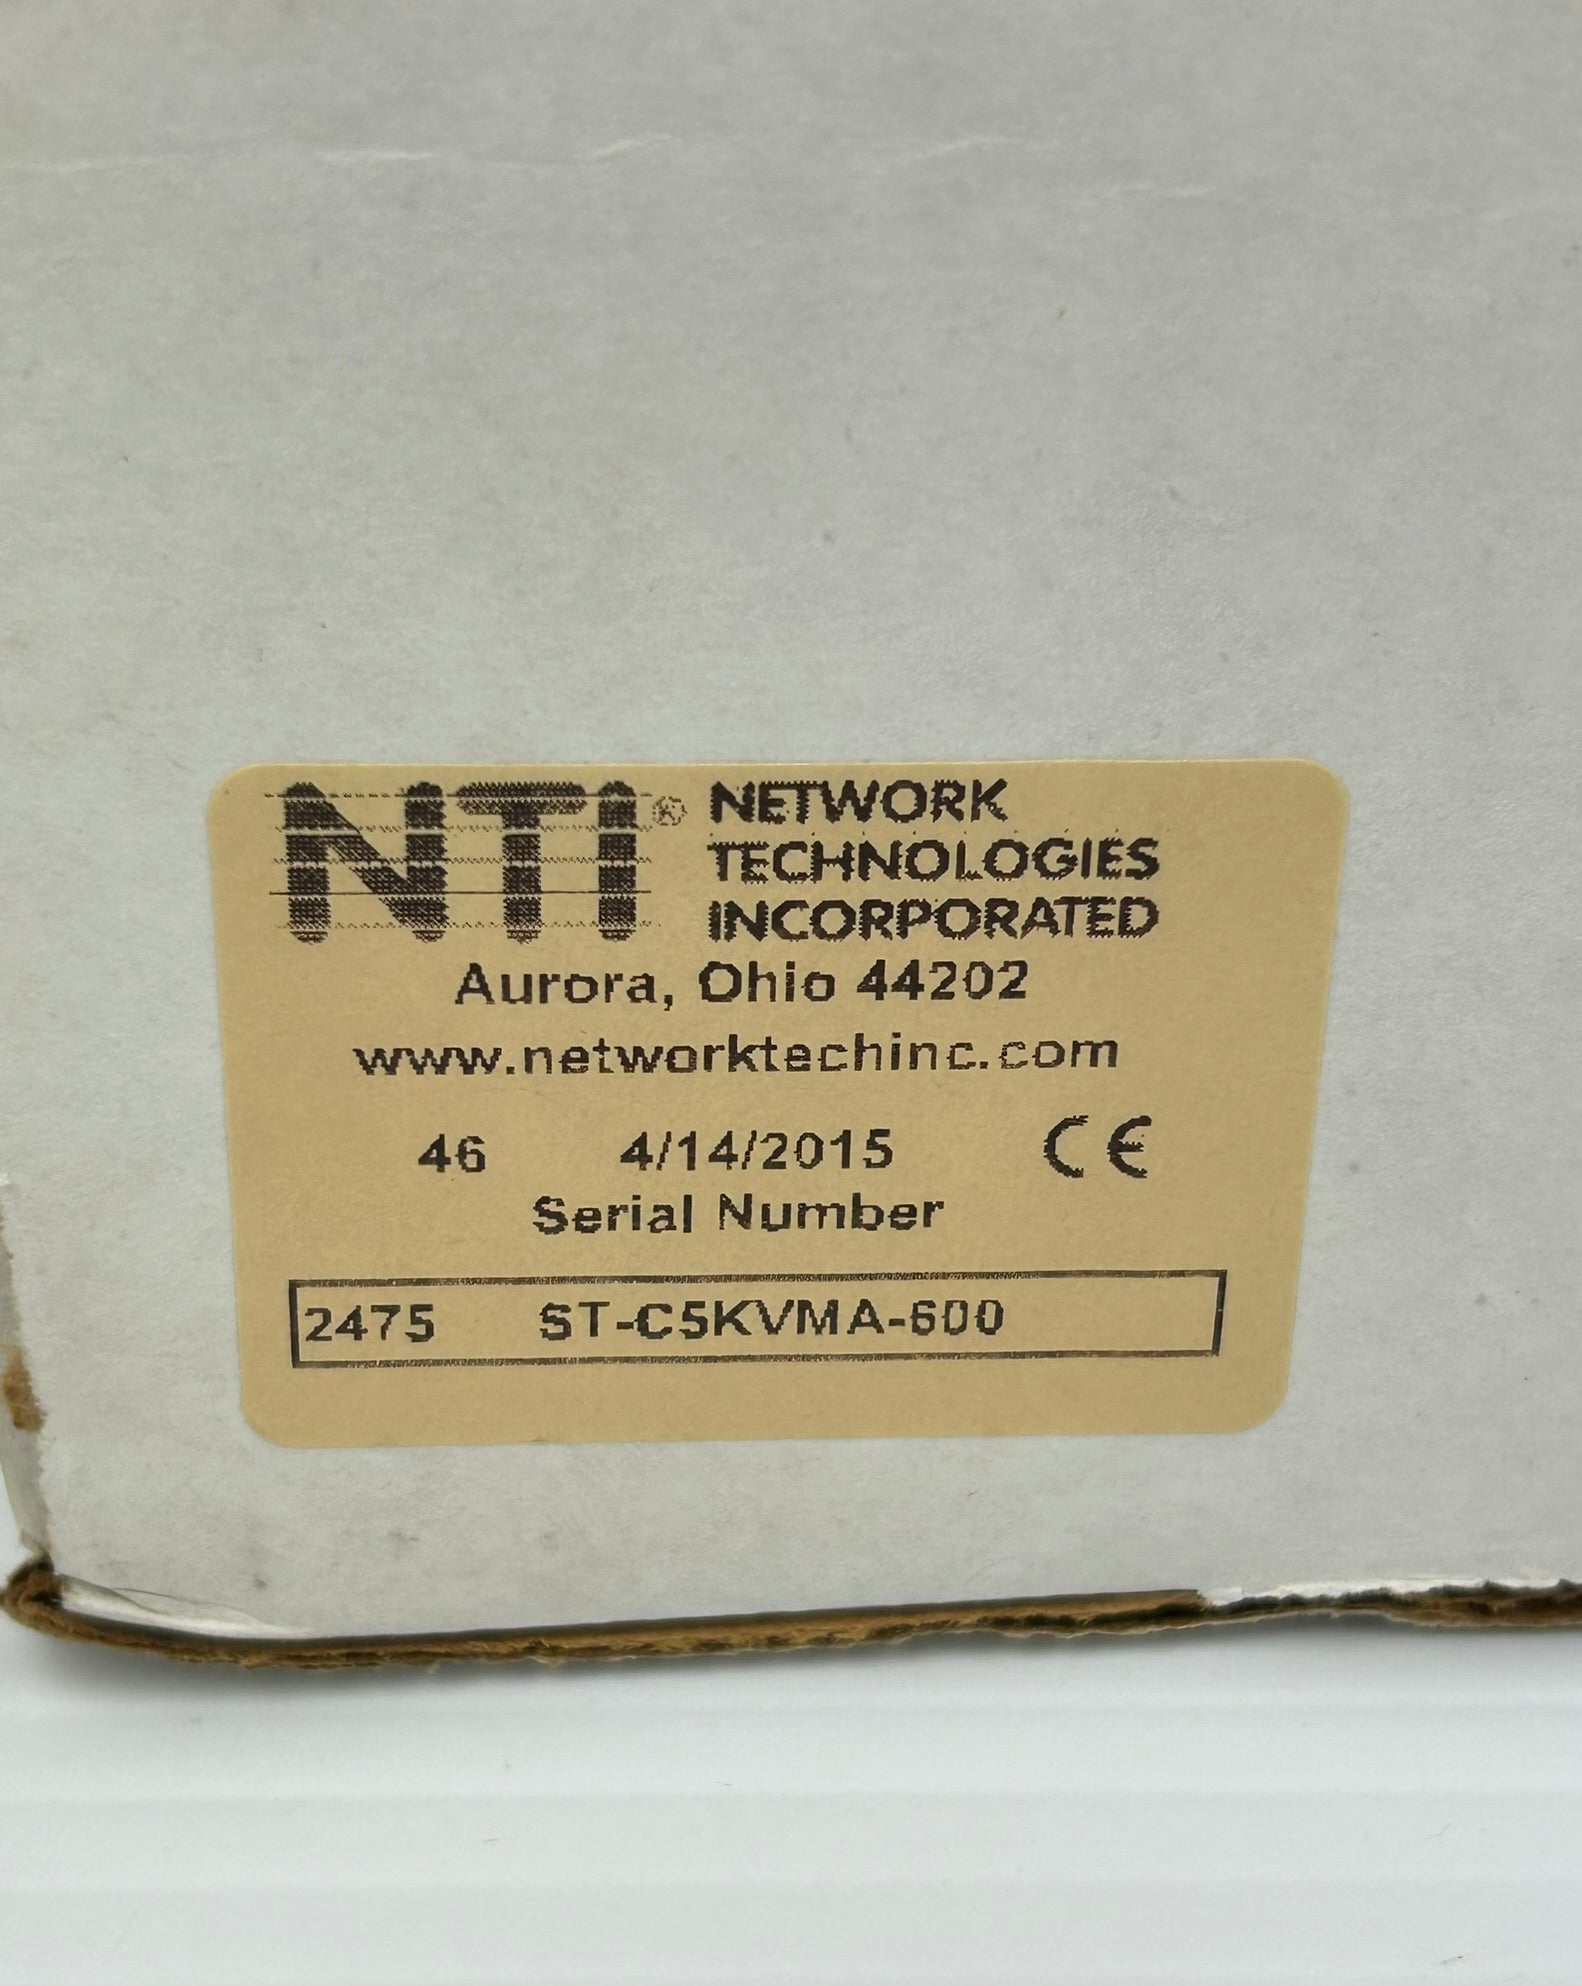 NTI® NETWORK
TECHNOLOGIES
INCORPORATED
Aurora, Ohio 44202
www.networktechinc.com
46 4/14/2015 CE
Serial Number
2475 ST-C5KVMA-600